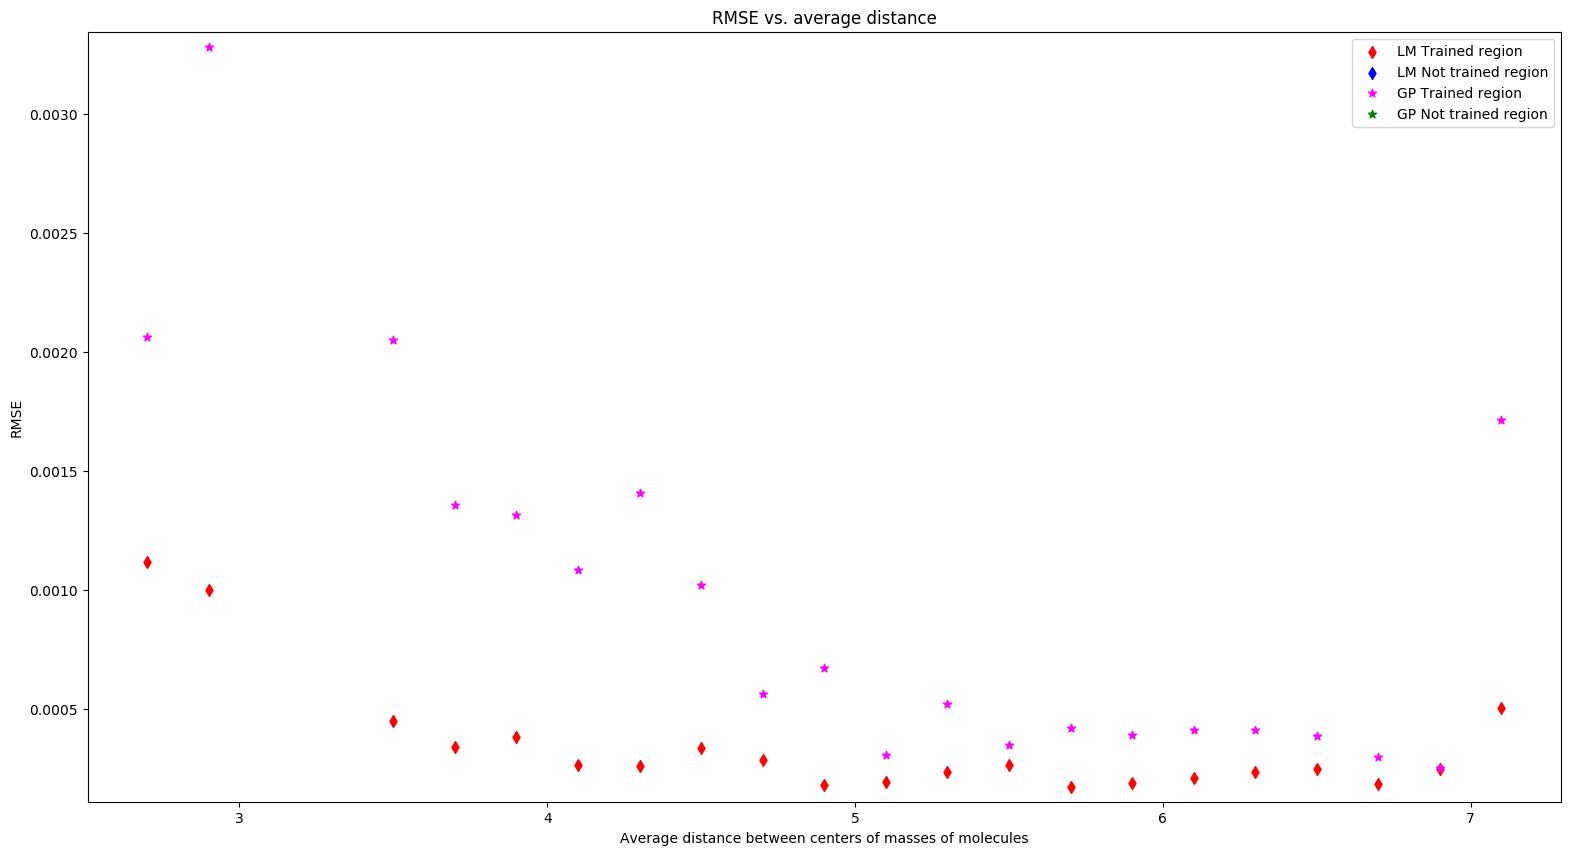 RMSE vs. average distance
LM Trained region
LM Not trained region
GP Trained region
GP Not trained region
0.0030
0.0025
0.0020
0.0015
0.0010
0.0005
RMSE
3
4
5
6
7
Average distance between centers of masses of molecules